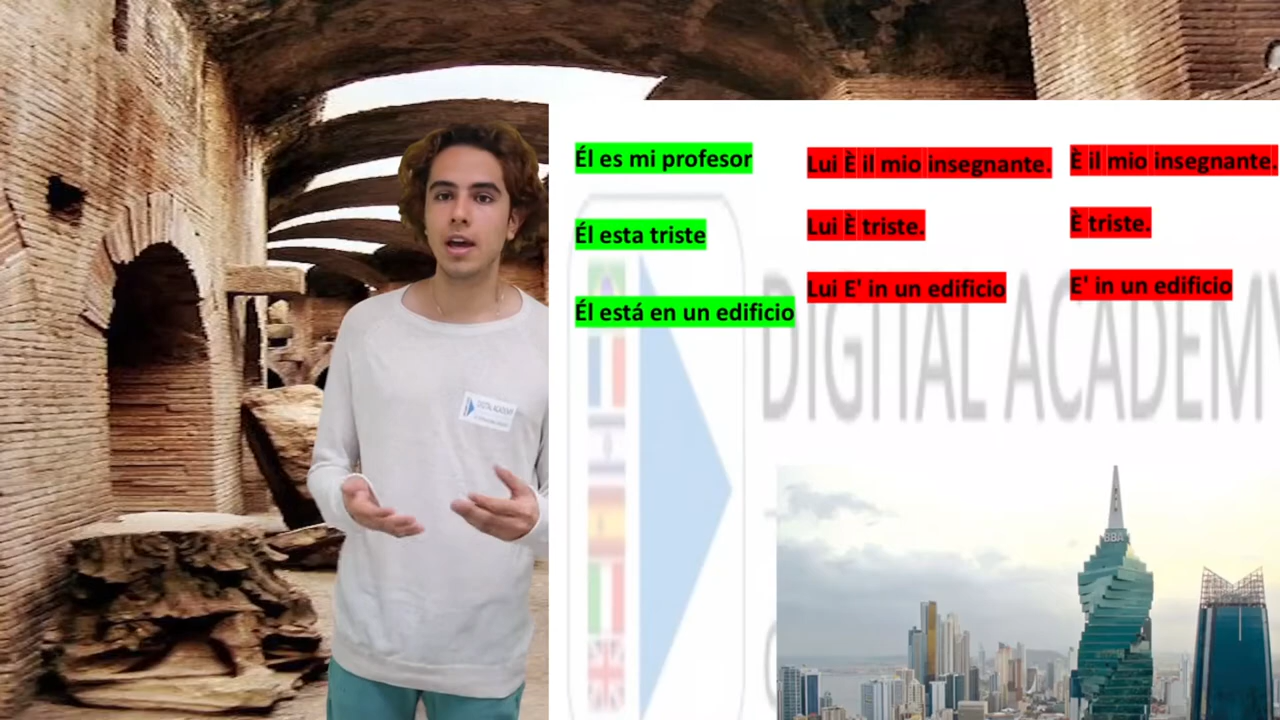 Él es mi profesor
Lui È il mio insegnante.
È il mio insegnante.
Él esta triste
Lui È triste.
È triste.
Él está en un edificio
Lui E' in un edificio
E' in un edificio
DIGITAL ACADEMY
DIGITAL ACADEMY